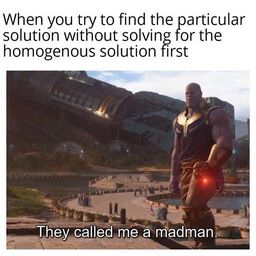 When you try to find the particular
solution without solving for the
homogenous solution first
They called me a madman.